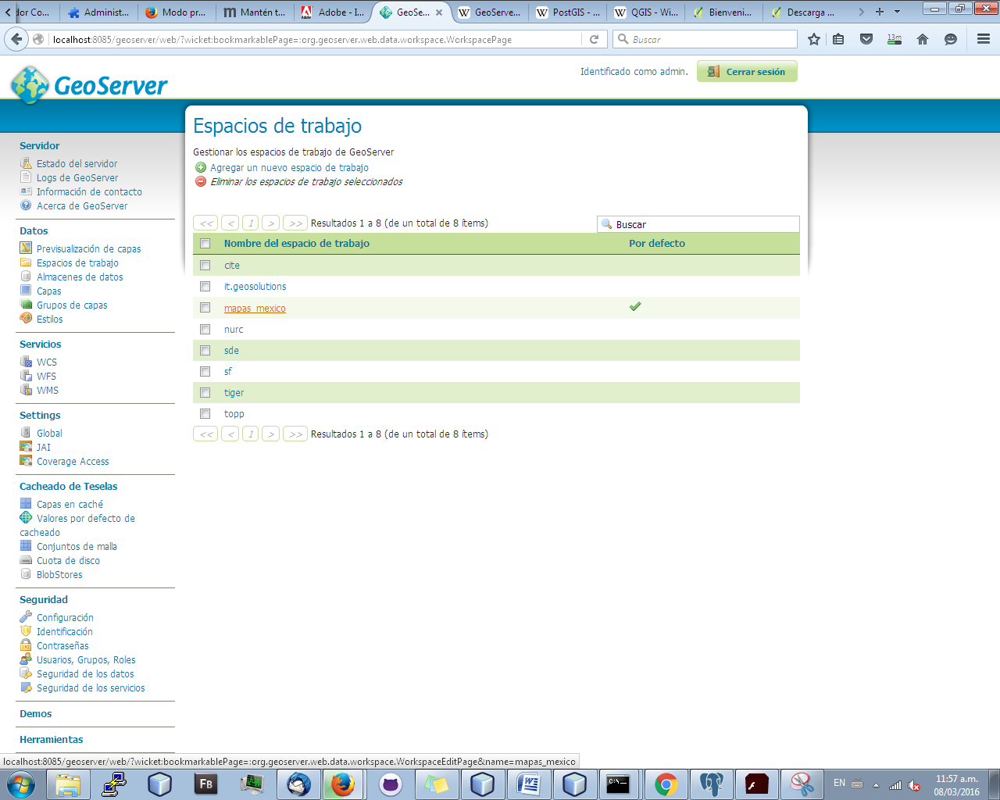 dor Co...
Administ...
Modo pr...
Mantén t...
Adobe - I...
GeoSe...
GeoServe...
PostGIS - ...
QGIS - Wi...
Bienveni...
Descarga ...
localhost:8085/geoserver/web/?wicket:bookmarkablePage=:org.geoserver.web.data.workspace.WorkspacePage
Buscar
13m
GeoServer
Identificado como admin.
Cerrar sesión
Servidor
Estado del servidor
Logs de GeoServer
Información de contacto
Acerca de GeoServer
Datos
Previsualización de capas
Espacios de trabajo
Almacenes de datos
Capas
Grupos de capas
Estilos
Servicios
WCS
WFS
WMS
Settings
Global
JAI
Coverage Access
Cacheado de Teselas
Capas en caché
Valores por defecto de
cacheado
Conjuntos de malla
Cuota de disco
BlobStores
Seguridad
Configuración
Identificación
Contraseñas
Usuarios, Grupos, Roles
Seguridad de los datos
Seguridad de los servicios
Demos
Herramientas
Espacios de trabajo
Gestionar los espacios de trabajo de GeoServer
Agregar un nuevo espacio de trabajo
Eliminar los espacios de trabajo seleccionados
<< < 1 > >> Resultados 1 a 8 (de un total de 8 ítems)
Buscar
Nombre del espacio de trabajo Por defecto
cite
it.geosolutions
mapas_mexico
nurc
sde
sf
tiger
topp
<< < 1 > >> Resultados 1 a 8 (de un total de 8 ítems)
localhost:8085/geoserver/web/?wicket:bookmarkablePage=:org.geoserver.web.data.workspace.WorkspaceEditPage&name=mapas_mexico
FB
EN
11:57 a.m.
08/03/2016